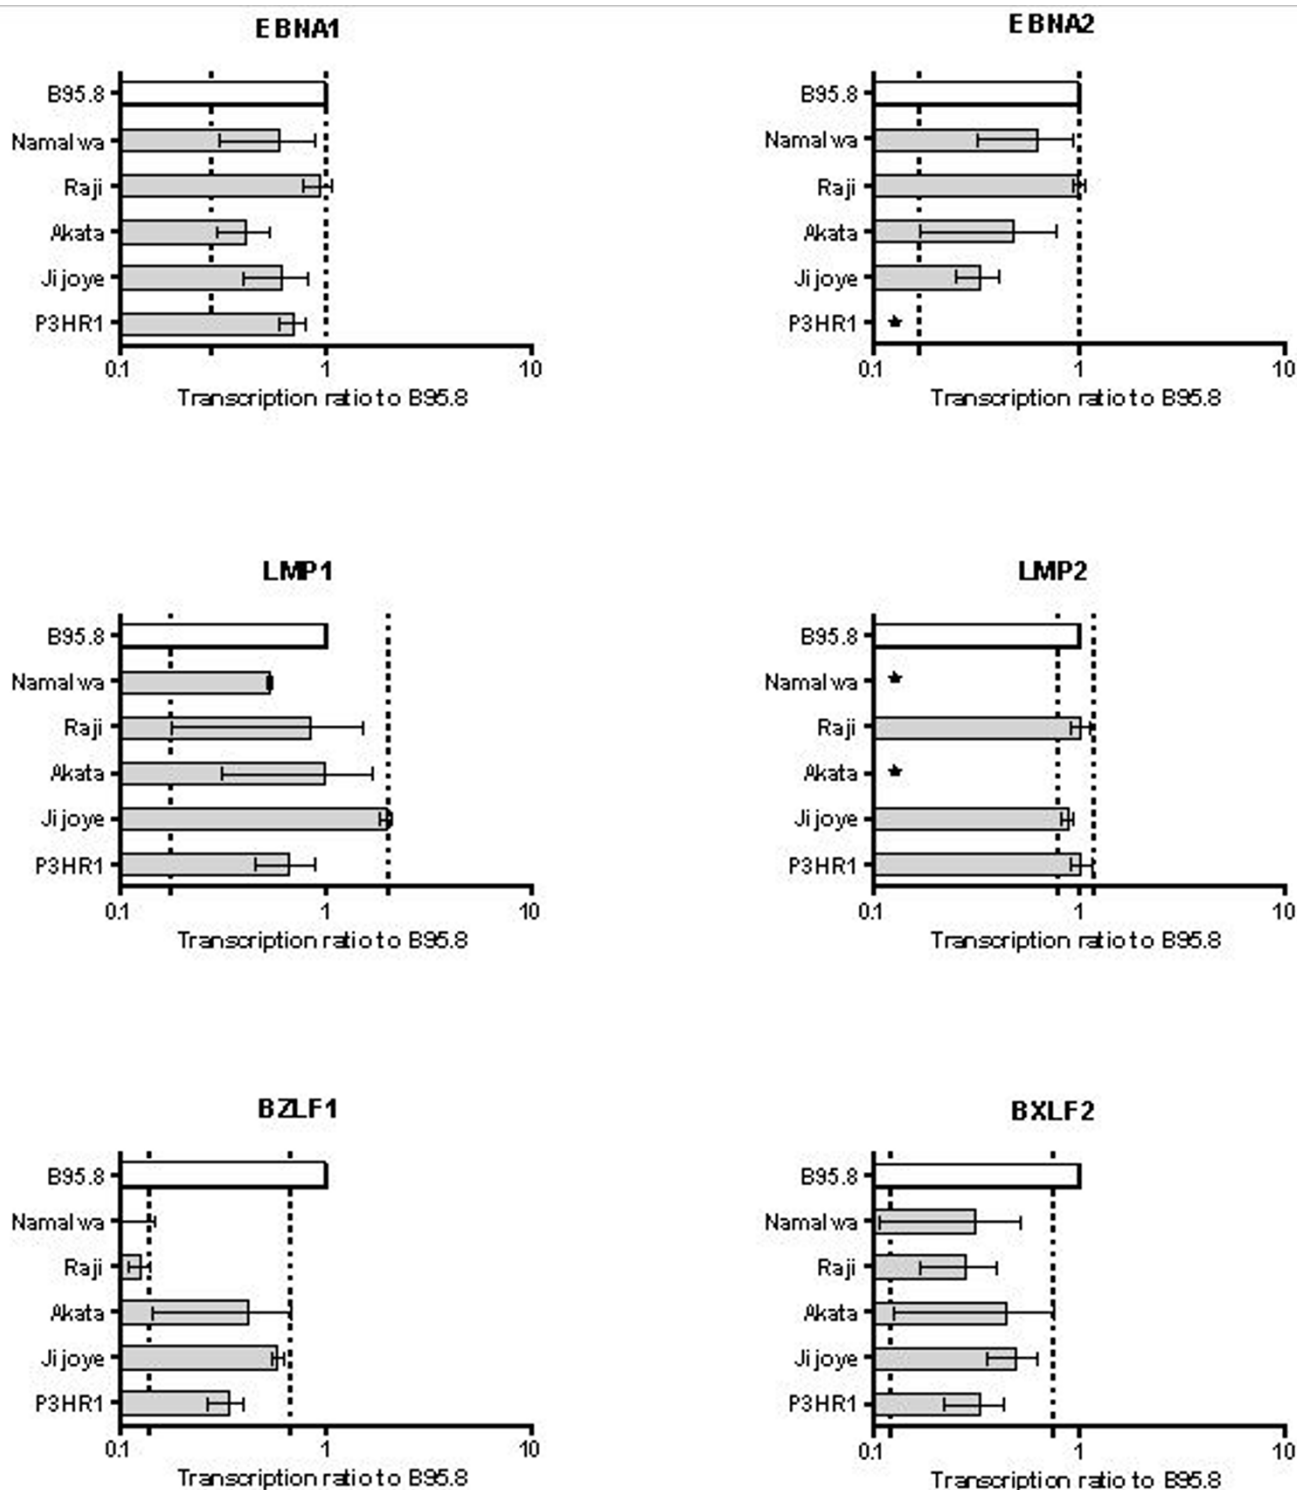 EBNA1
B95.8
Namalwa
Raji
Akata
Jijoye
P3HR1
0.1 1 10
Transcription ratio to B95.8
EBNA2
B95.8
Namalwa
Raji
Akata
Jijoye
P3HR1 ★
0.1 1 10
Transcription ratio to B95.8
LMP1
B95.8
Namalwa
Raji
Akata
Jijoye
P3HR1
0.1 1 10
Transcription ratio to B95.8
LMP2
B95.8
Namalwa ★
Raji
Akata ★
Jijoye
P3HR1
0.1 1 10
Transcription ratio to B95.8
BZLF1
B95.8
Namalwa
Raji
Akata
Jijoye
P3HR1
0.1 1 10
Transcription ratio to B95.8
BXLF2
B95.8
Namalwa
Raji
Akata
Jijoye
P3HR1
0.1 1 10
Transcription ratio to B95.8